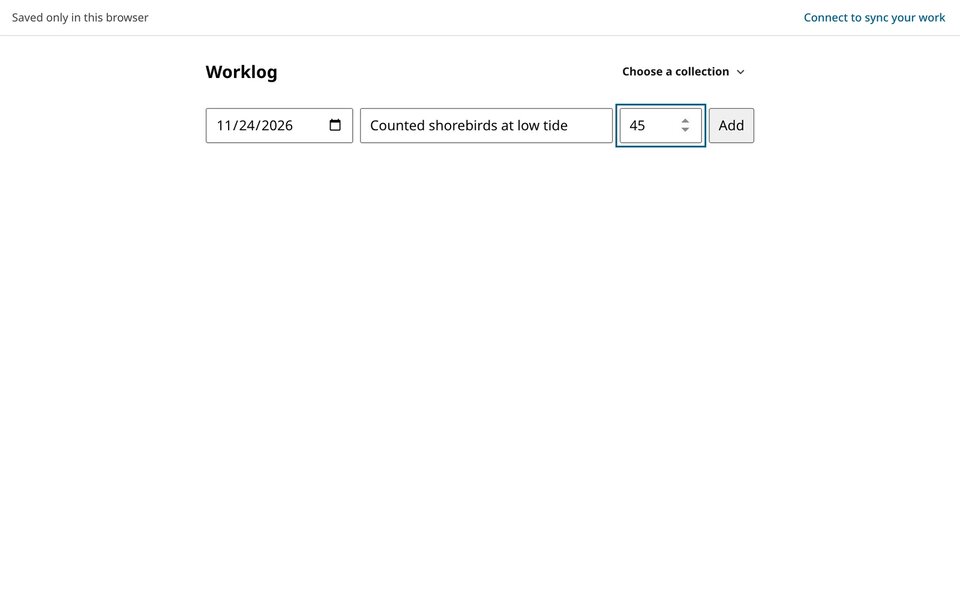 Saved only in this browser Connect to sync your work
Worklog Choose a collection
11/24/2026 Counted shorebirds at low tide 45 Add